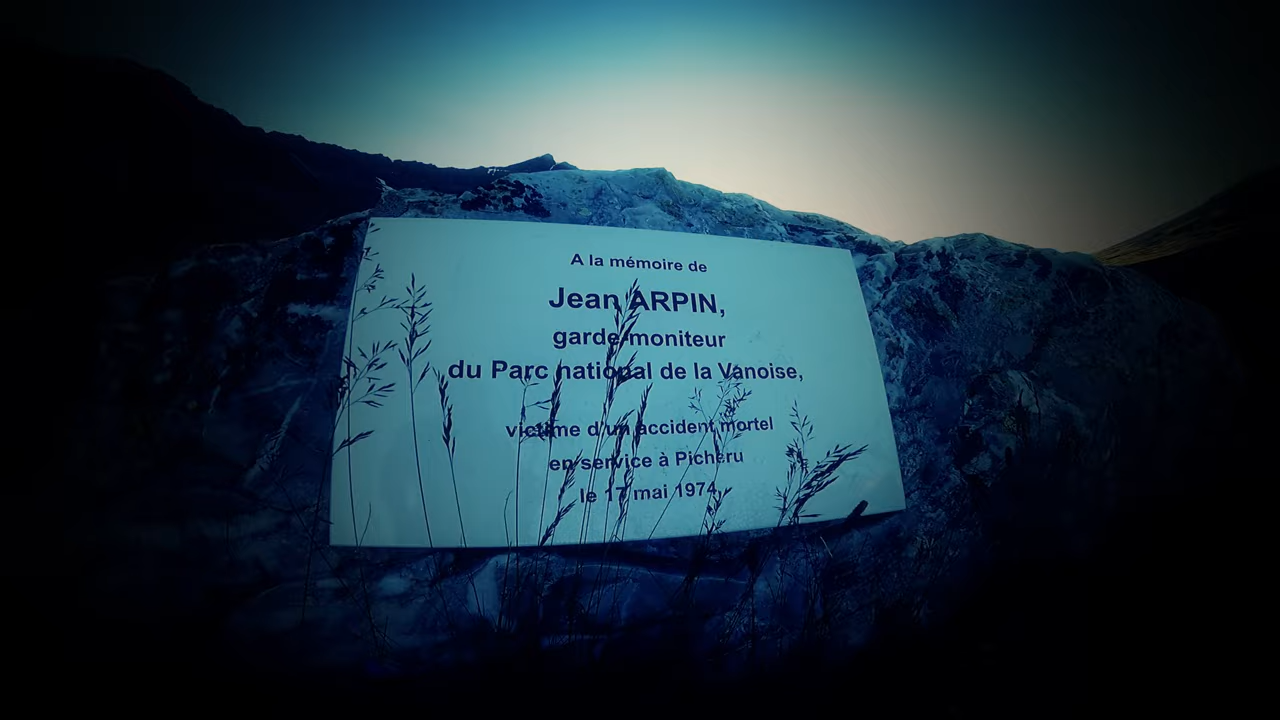 A la mémoire de
Jean ARPIN,
garde-moniteur
du Parc national de la Vanoise,
victime d'un accident mortel
en service à Pichéru
le 17 mai 1974